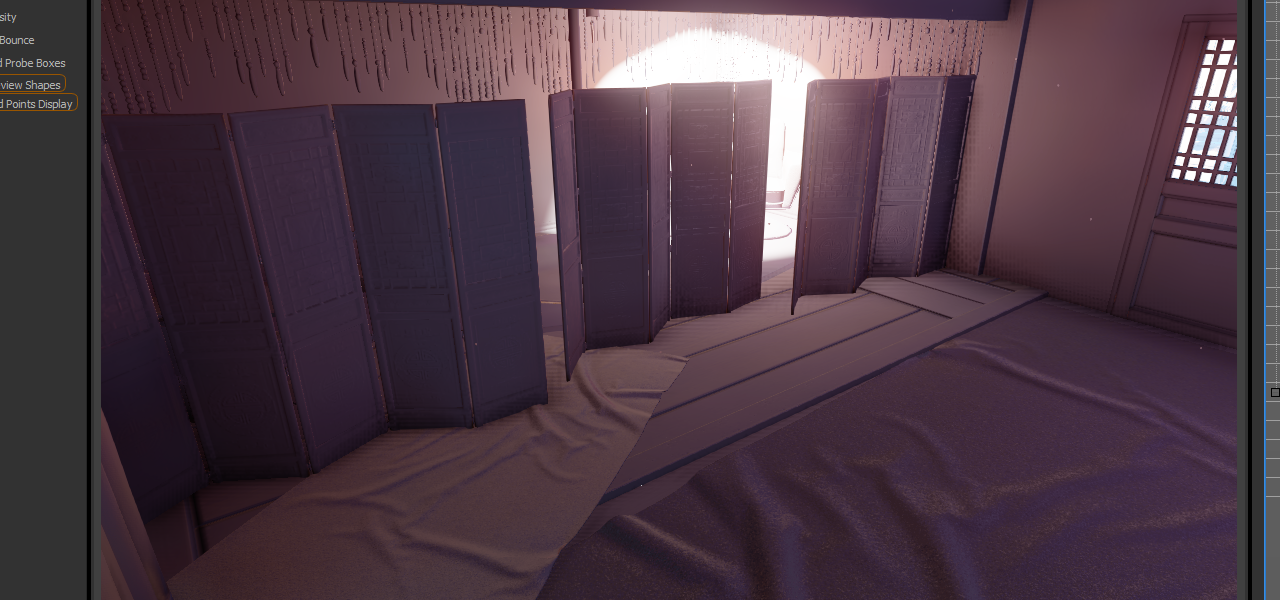 sity
Bounce
d Probe Boxes
view Shapes
d Points Display